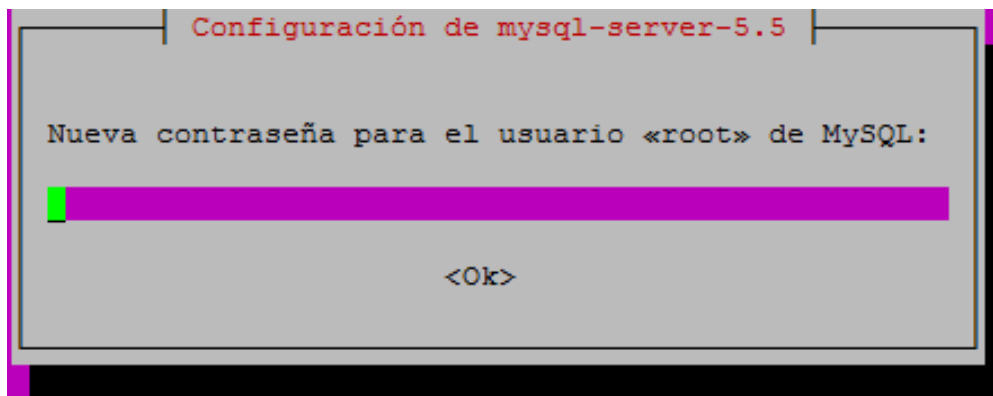 Configuración de mysql-server-5.5
Nueva contraseña para el usuario «root» de MySQL:
<Ok>